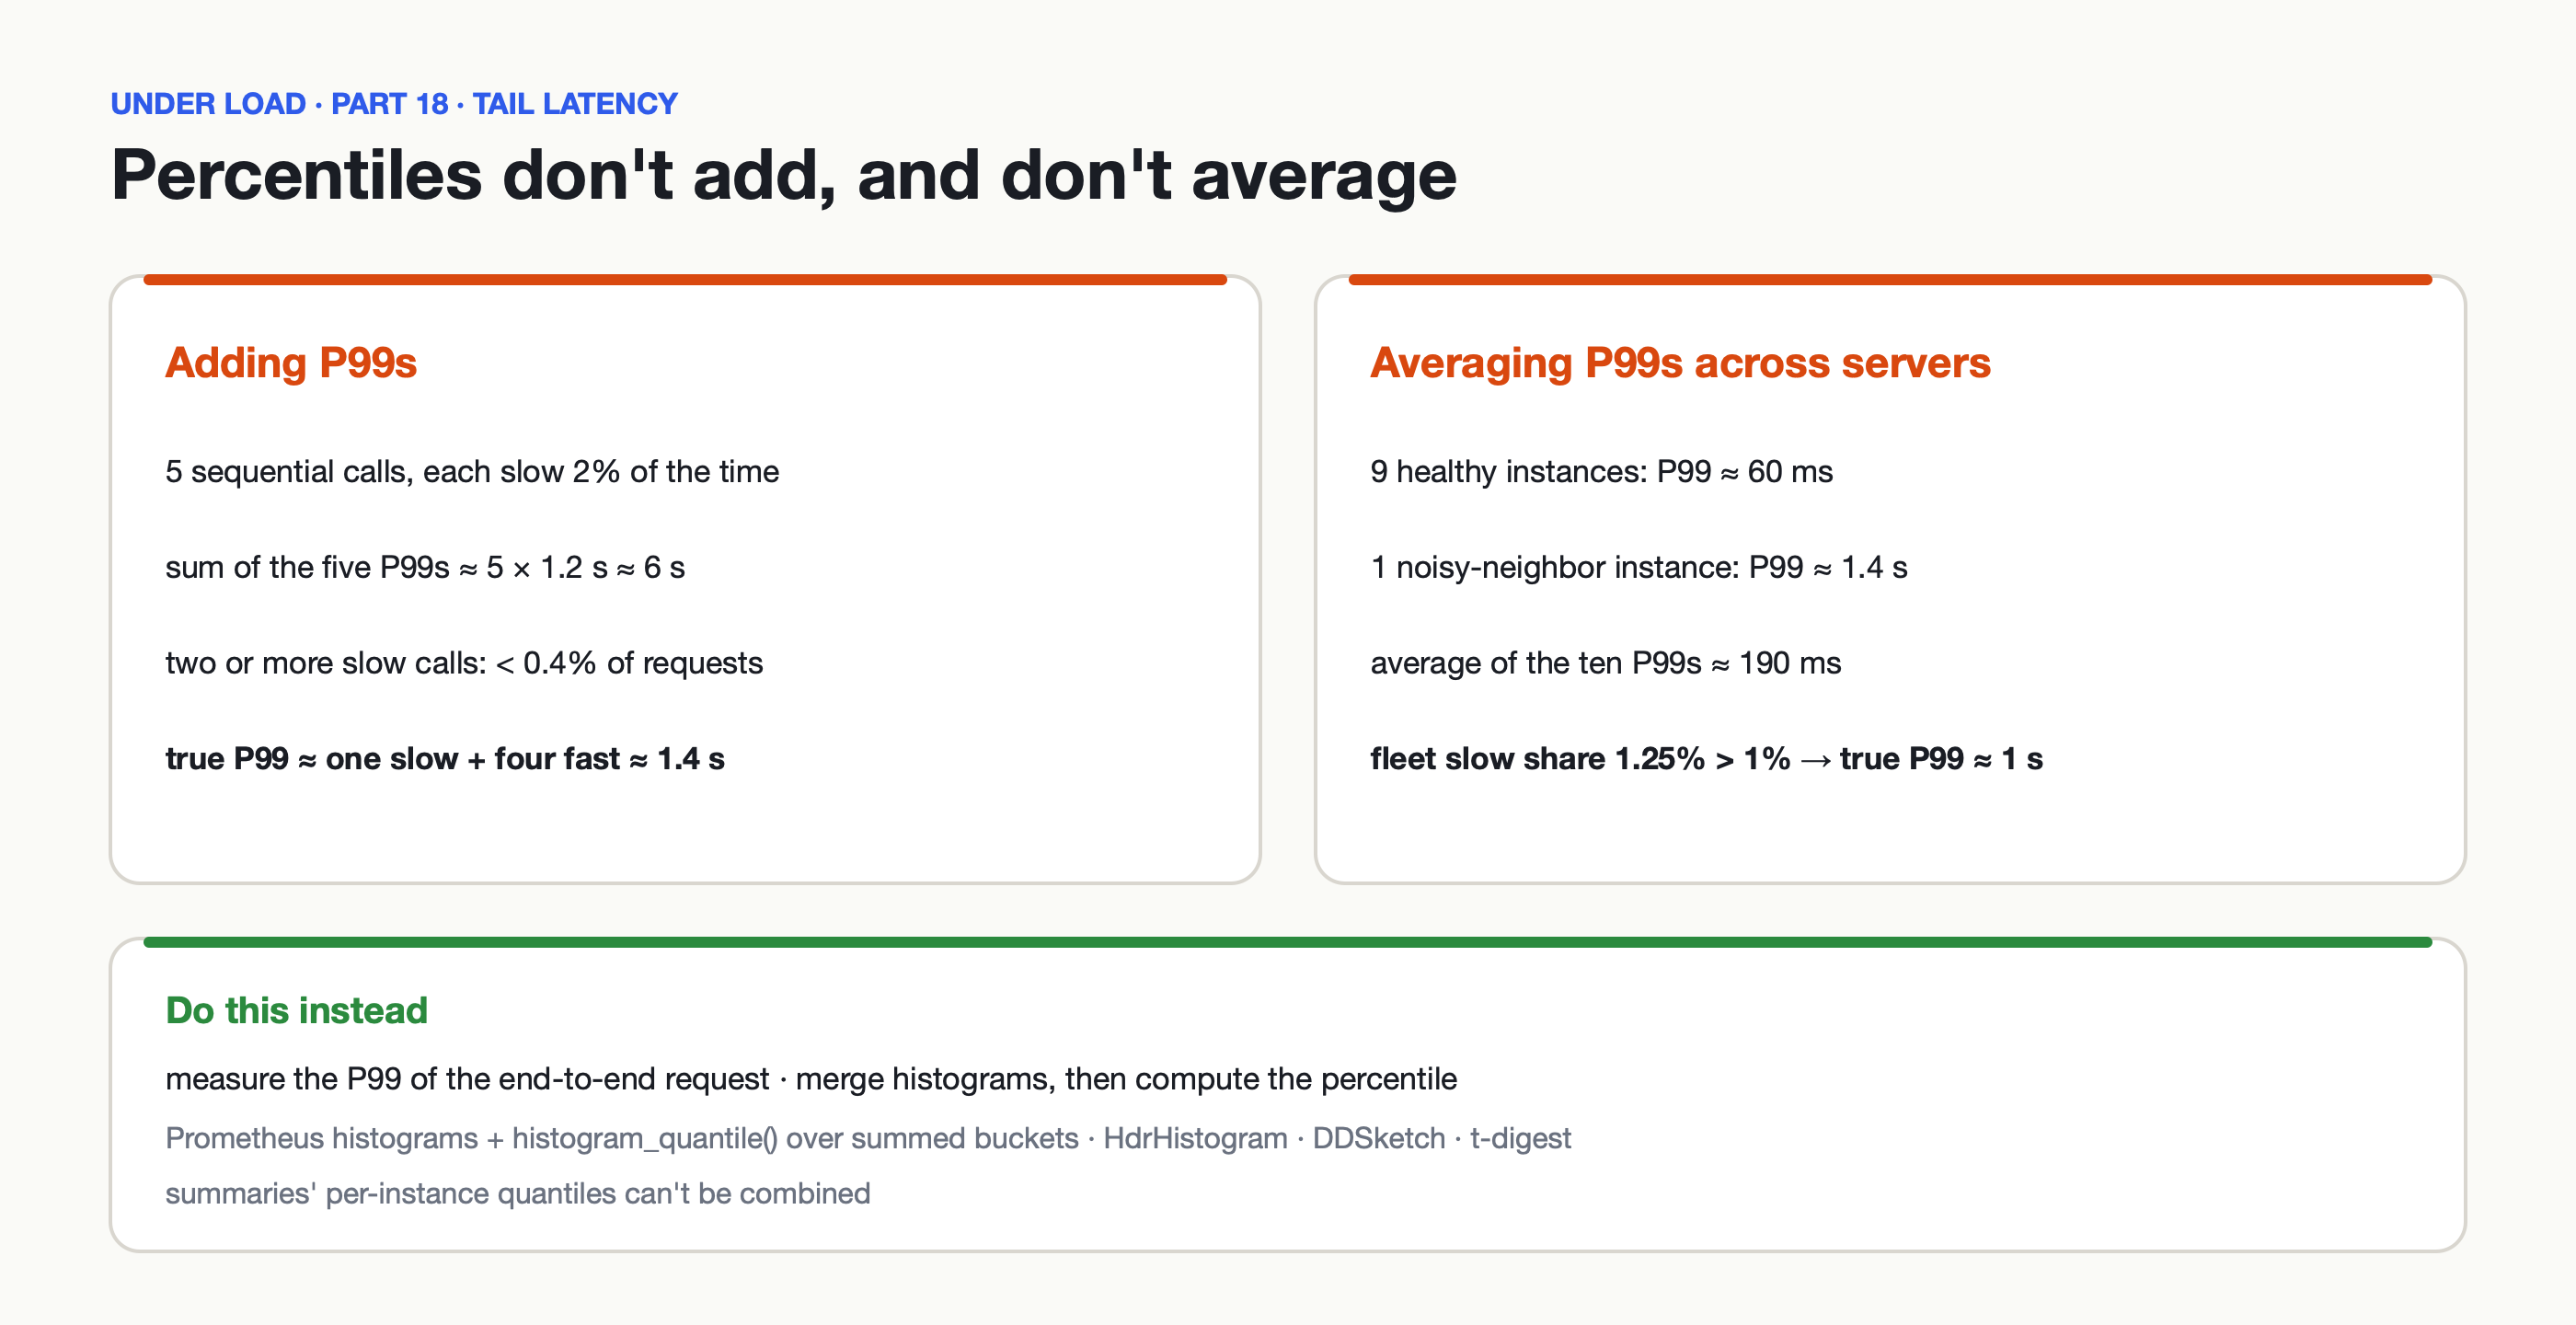 UNDER LOAD · PART 18 · TAIL LATENCY
Percentiles don't add, and don't average
Adding P99s
5 sequential calls, each slow 2% of the time
sum of the five P99s ≈ 5 × 1.2 s ≈ 6 s
two or more slow calls: < 0.4% of requests
true P99 ≈ one slow + four fast ≈ 1.4 s
Averaging P99s across servers
9 healthy instances: P99 ≈ 60 ms
1 noisy-neighbor instance: P99 ≈ 1.4 s
average of the ten P99s ≈ 190 ms
fleet slow share 1.25% > 1% → true P99 ≈ 1 s
Do this instead
measure the P99 of the end-to-end request · merge histograms, then compute the percentile
Prometheus histograms + histogram_quantile() over summed buckets · HdrHistogram · DDSketch · t-digest
summaries' per-instance quantiles can't be combined